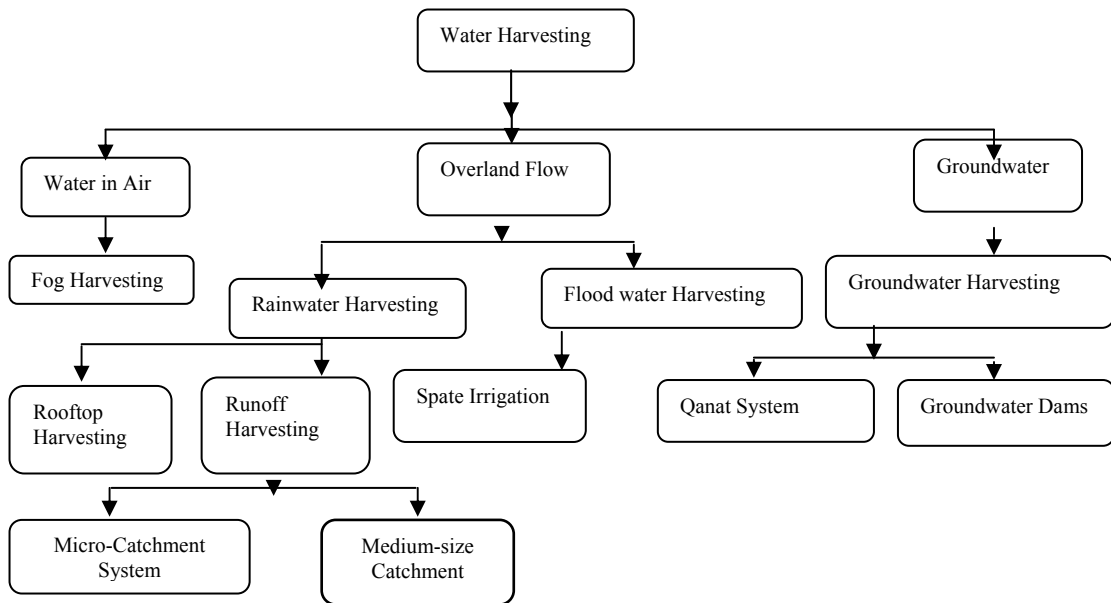 Water Harvesting
Water in Air
Overland Flow
Groundwater
Fog Harvesting
Rainwater Harvesting
Flood water Harvesting
Groundwater Harvesting
Rooftop
Harvesting
Runoff
Harvesting
Spate Irrigation
Qanat System
Groundwater Dams
Micro-Catchment
System
Medium-size
Catchment